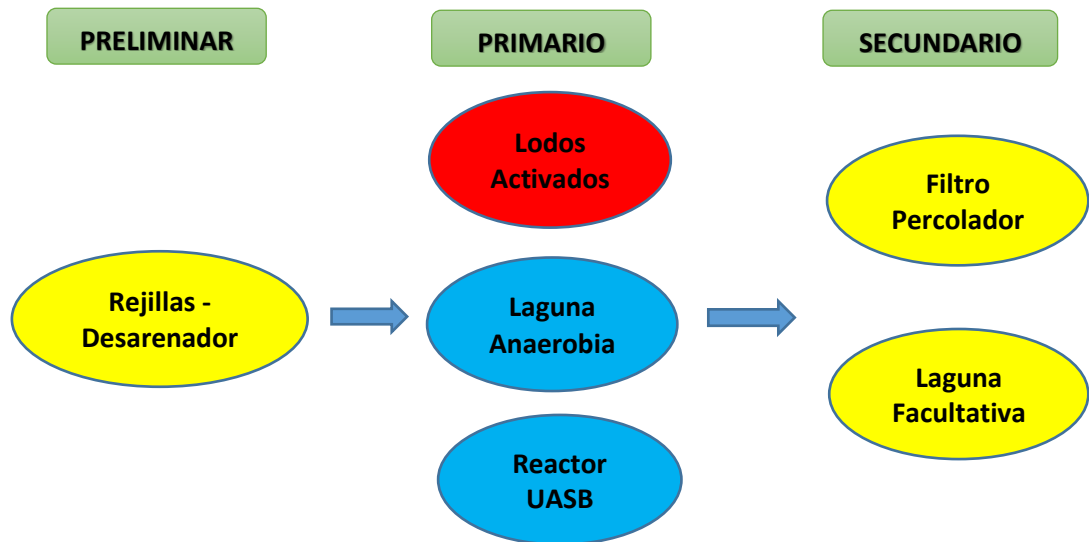 PRELIMINAR
PRIMARIO
SECUNDARIO
Rejillas -
Desarenador
Lodos
Activados
Laguna
Anaerobia
Reactor
UASB
Filtro
Percolador
Laguna
Facultativa